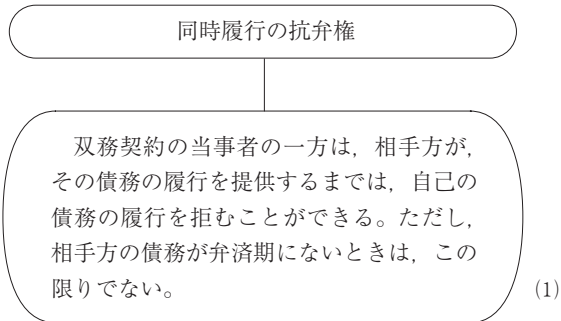 同時履行の抗弁権
双務契約の当事者の一方は，相手方が，
その債務の履行を提供するまでは，自己の
債務の履行を拒むことができる。ただし，
相手方の債務が弁済期にないときは，この
限りでない。
(1)